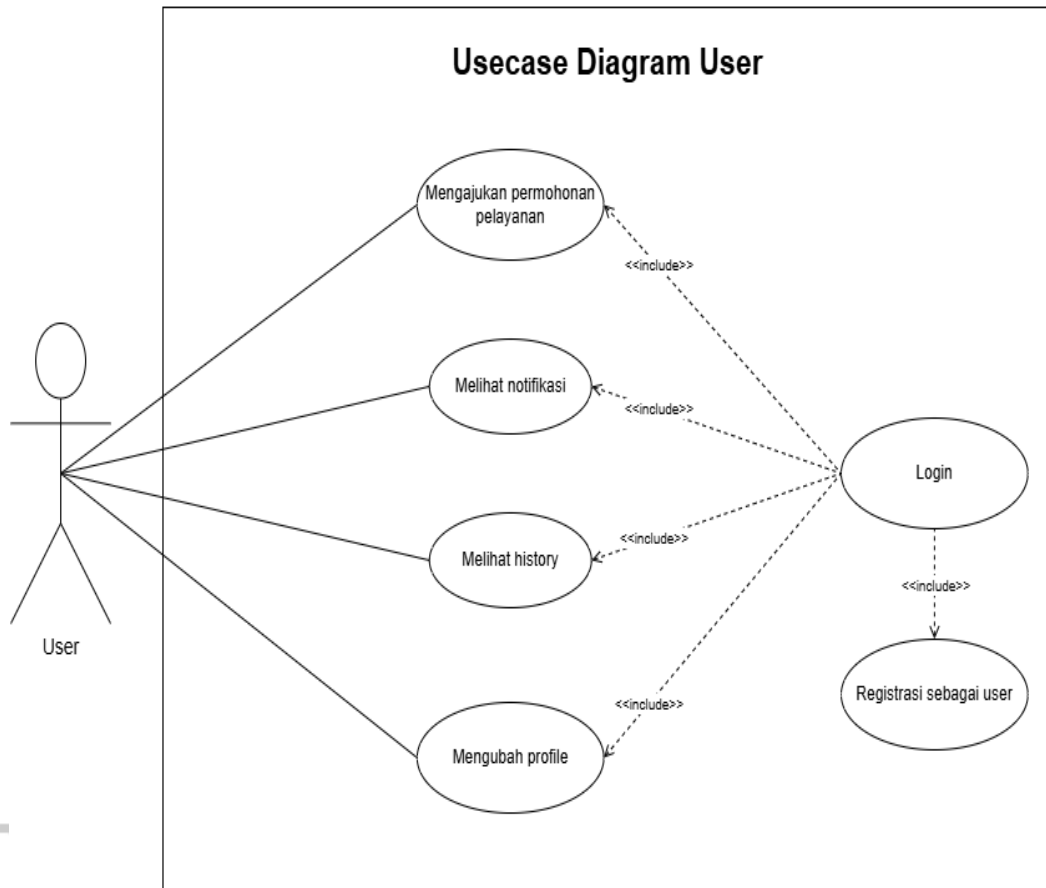 Usecase Diagram User
Mengajukan permohonan
pelayanan
<<include>>
Melihat notifikasi
<<include>>
Login
Melihat history
<<include>>
<<include>>
User
Registrasi sebagai user
<<include>>
Mengubah profile